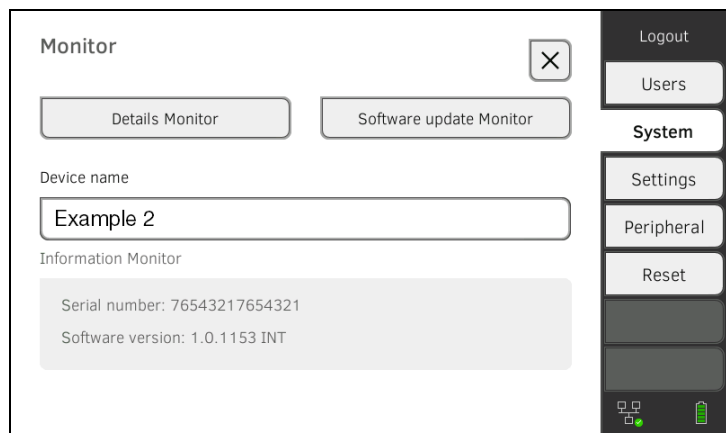 Monitor
Details Monitor
Software update Monitor
Device name
Example 2
Information Monitor
Serial number: 76543217654321
Software version: 1.0.1153 INT
Logout
Users
System
Settings
Peripheral
Reset